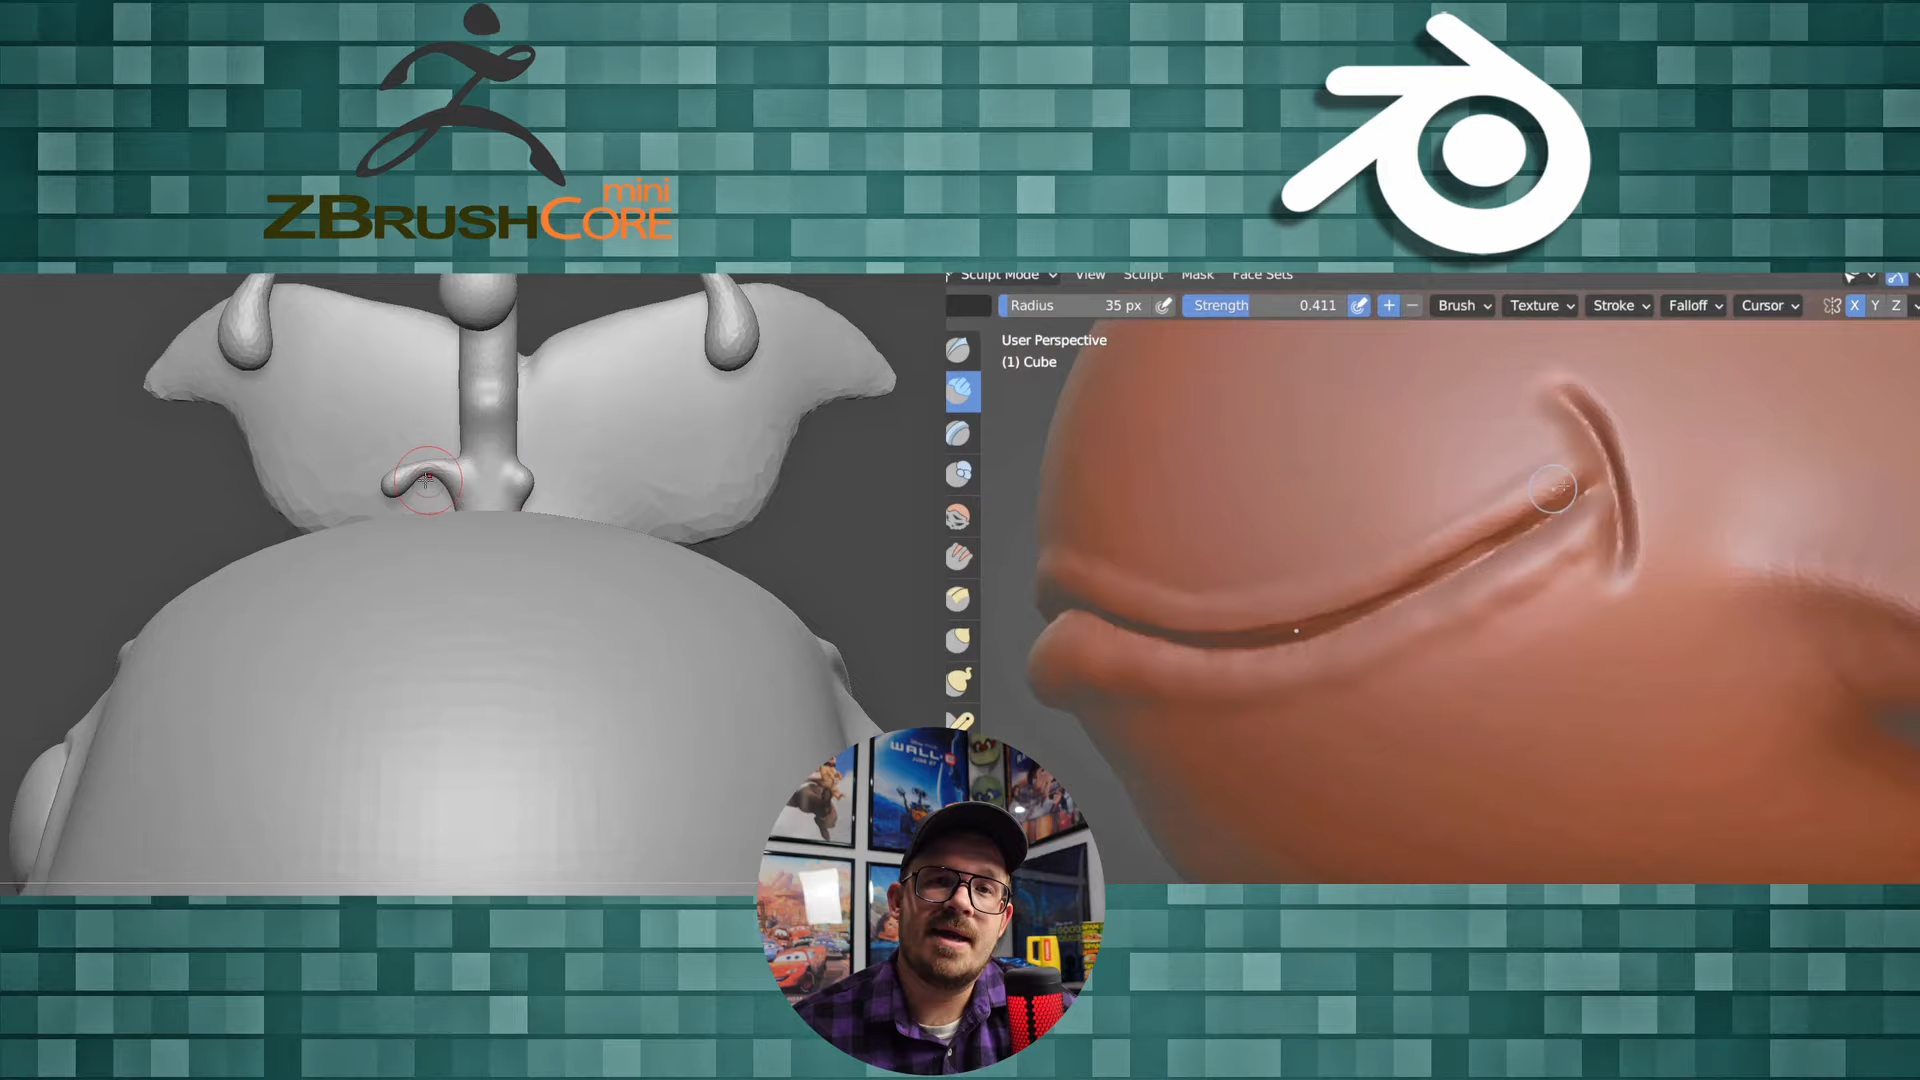 mini
ZBRUSHCORE
Sculpt Mode View Sculpt Mask Face Sets
Radius 35 px Strength 0.411 Brush Texture Stroke Falloff Cursor X Y Z
User Perspective
(1) Cube
WALL·E